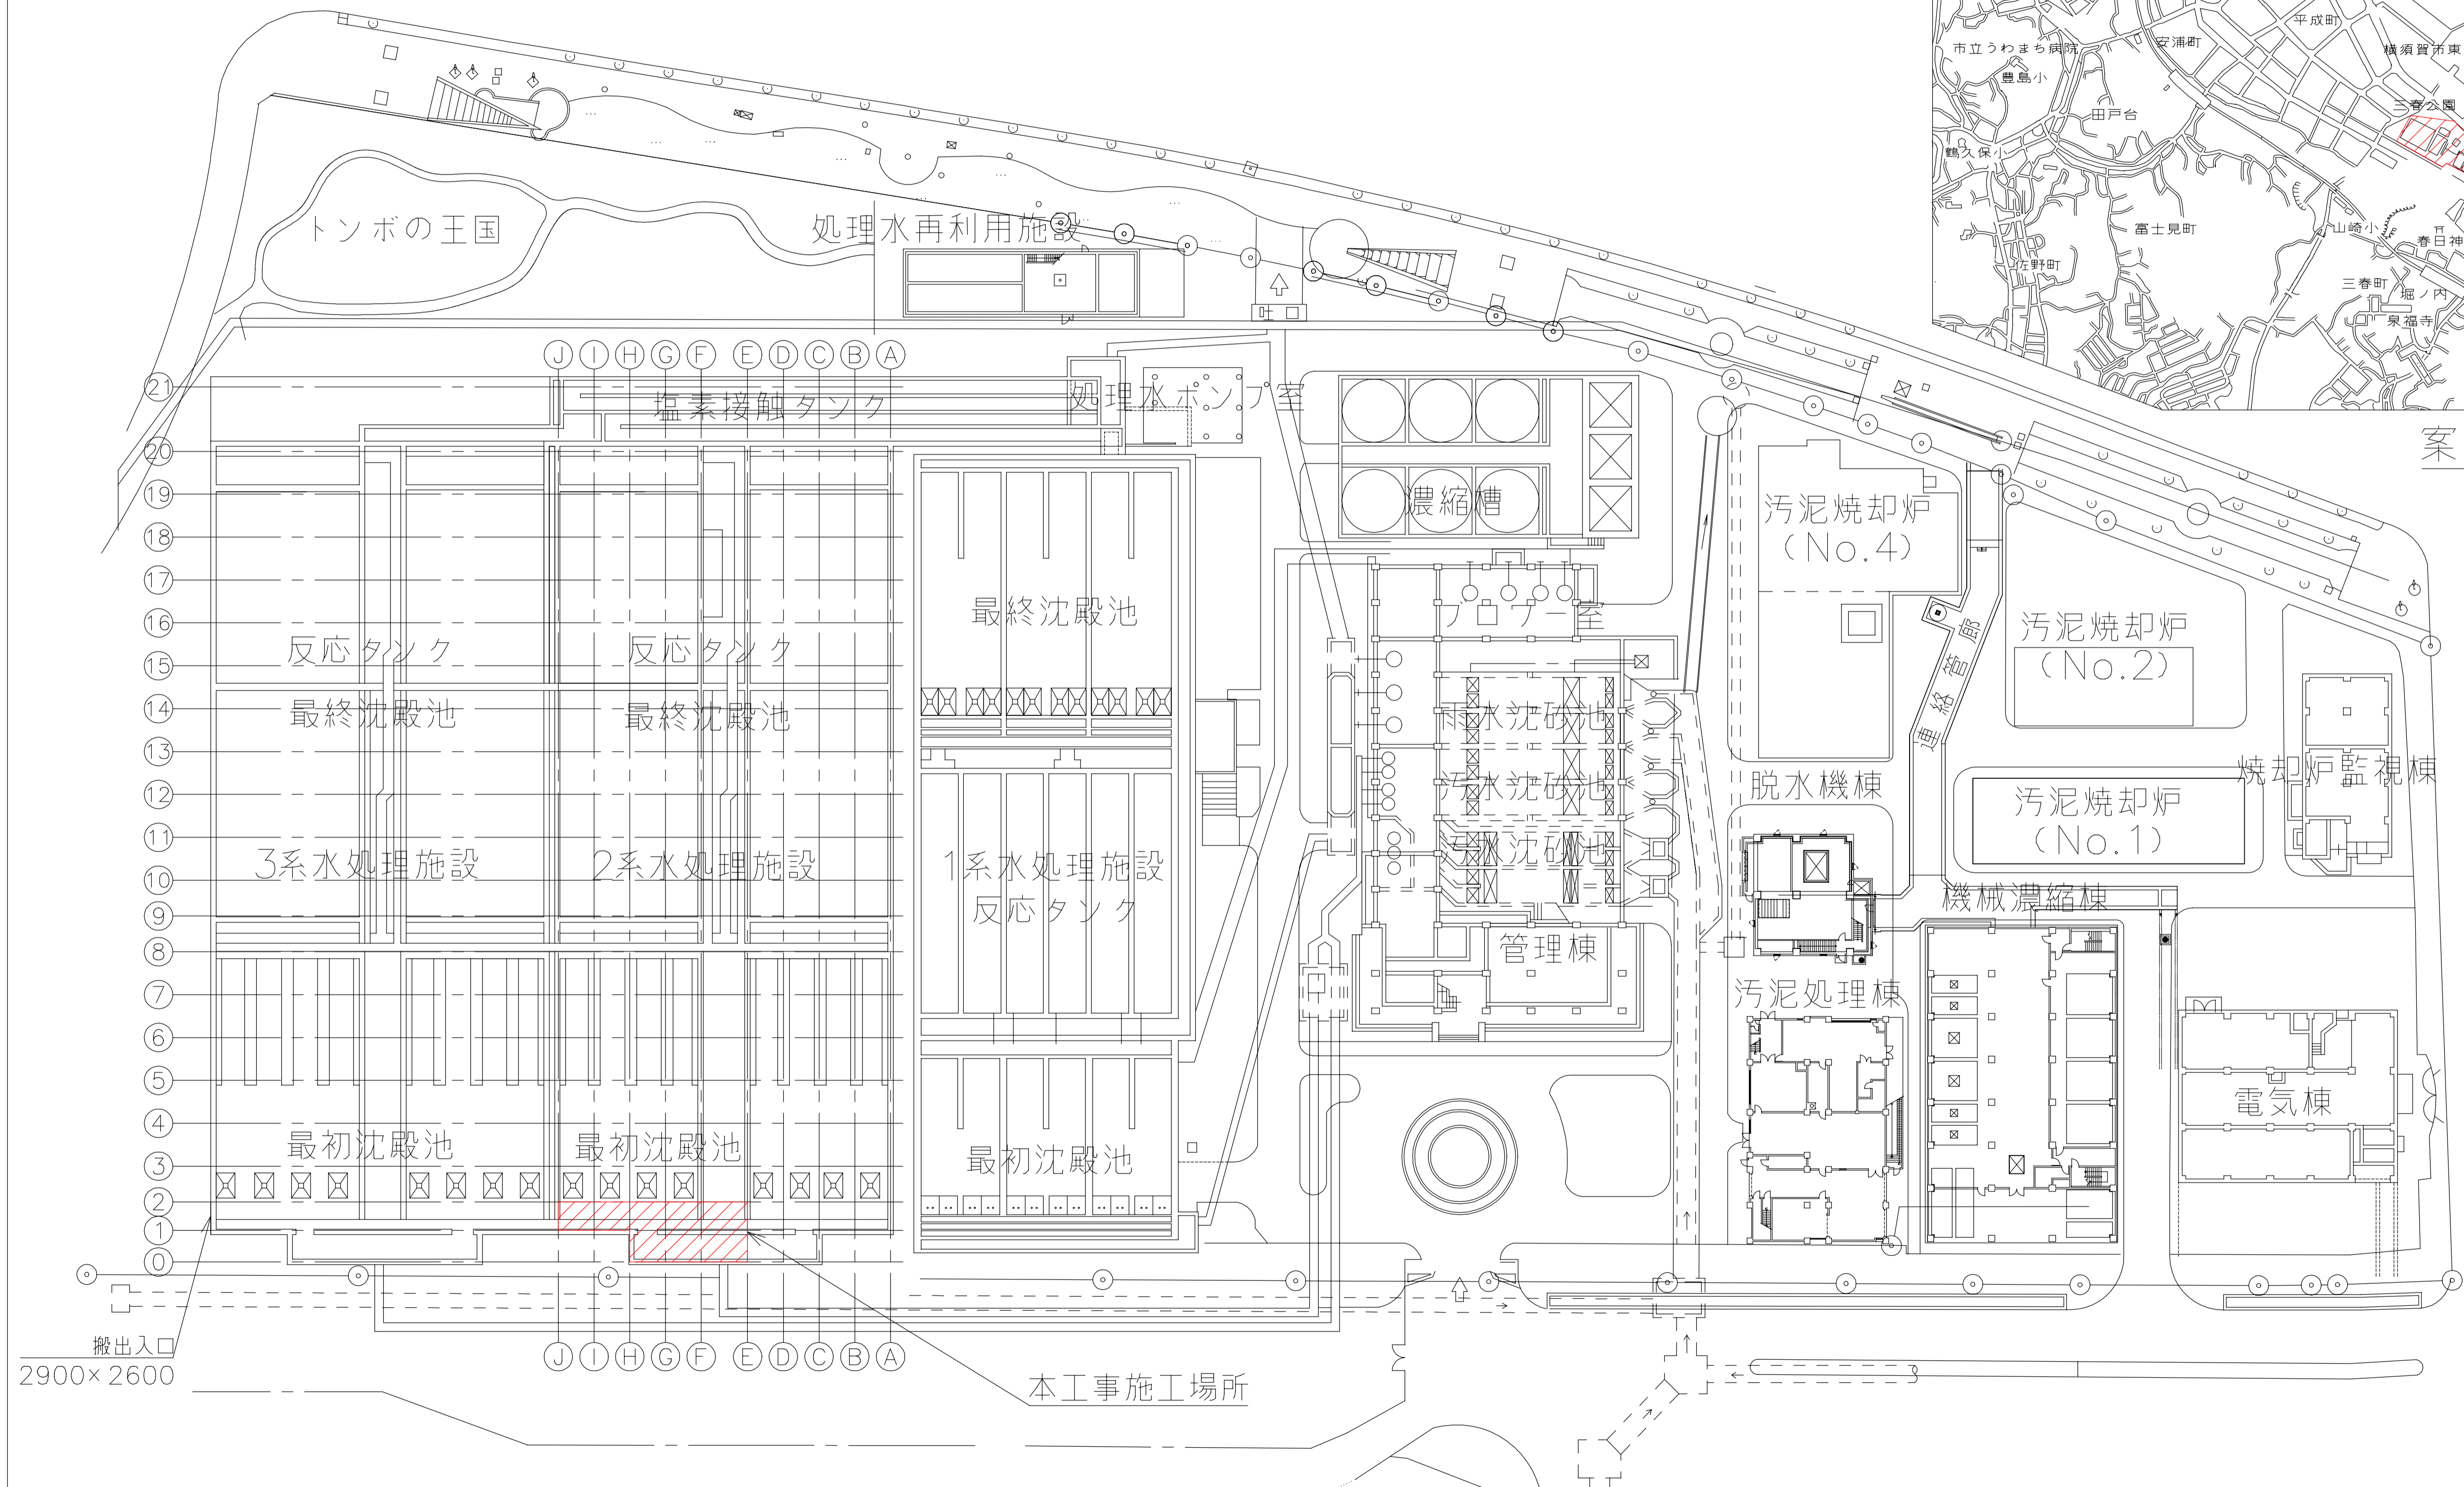 平成町
安浦町
市立うわまち病院
横須賀市東
豊島小
三春公園
田戸台
鶴久保小
富士見町
山崎小
春日神
佐野町
三春町
堀ノ内
泉福寺
案
トンボの王国
処理水再利用施設
J I H G F E D C B A
21
塩素接触タンク
処理水ポンプ室
20
19
濃縮槽
汚泥焼却炉
(No.4)
18
17
16
最終沈殿池
ブロワー室
汚泥焼却炉
(No.2)
連絡管廊
15
反応タンク
反応タンク
14
最終沈殿池
最終沈殿池
雨水沈砂池
13
12
汚水沈砂池
脱水機棟
汚泥焼却炉
(No.1)
焼却炉監視棟
11
汚水沈砂池
3系水処理施設
2系水処理施設
1系水処理施設
反応タンク
10
9
機械濃縮棟
8
管理棟
7
汚泥処理棟
6
5
電気棟
4
最初沈殿池
最初沈殿池
最初沈殿池
3
2
1
0
搬出入口
2900×2600
J I H G F E D C B A
本工事施工場所